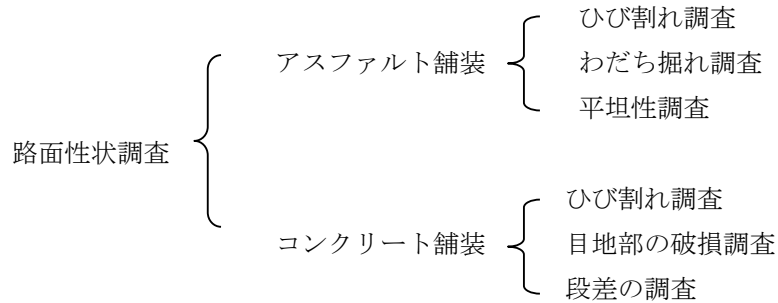 路面性状調査
アスファルト舗装
ひび割れ調査
わだち掘れ調査
平坦性調査
コンクリート舗装
ひび割れ調査
目地部の破損調査
段差の調査